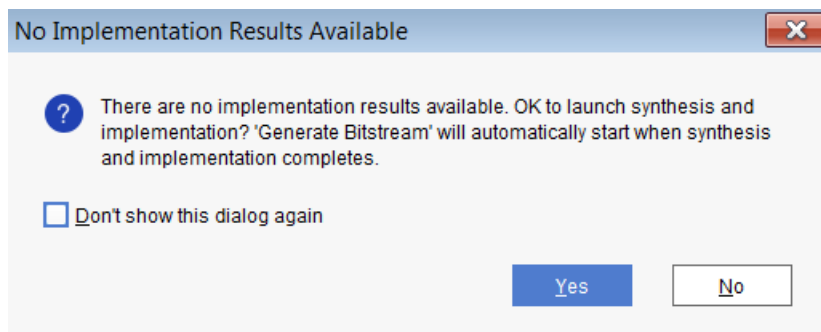 No Implementation Results Available
There are no implementation results available. OK to launch synthesis and
implementation? 'Generate Bitstream' will automatically start when synthesis
and implementation completes.
Don't show this dialog again
Yes No